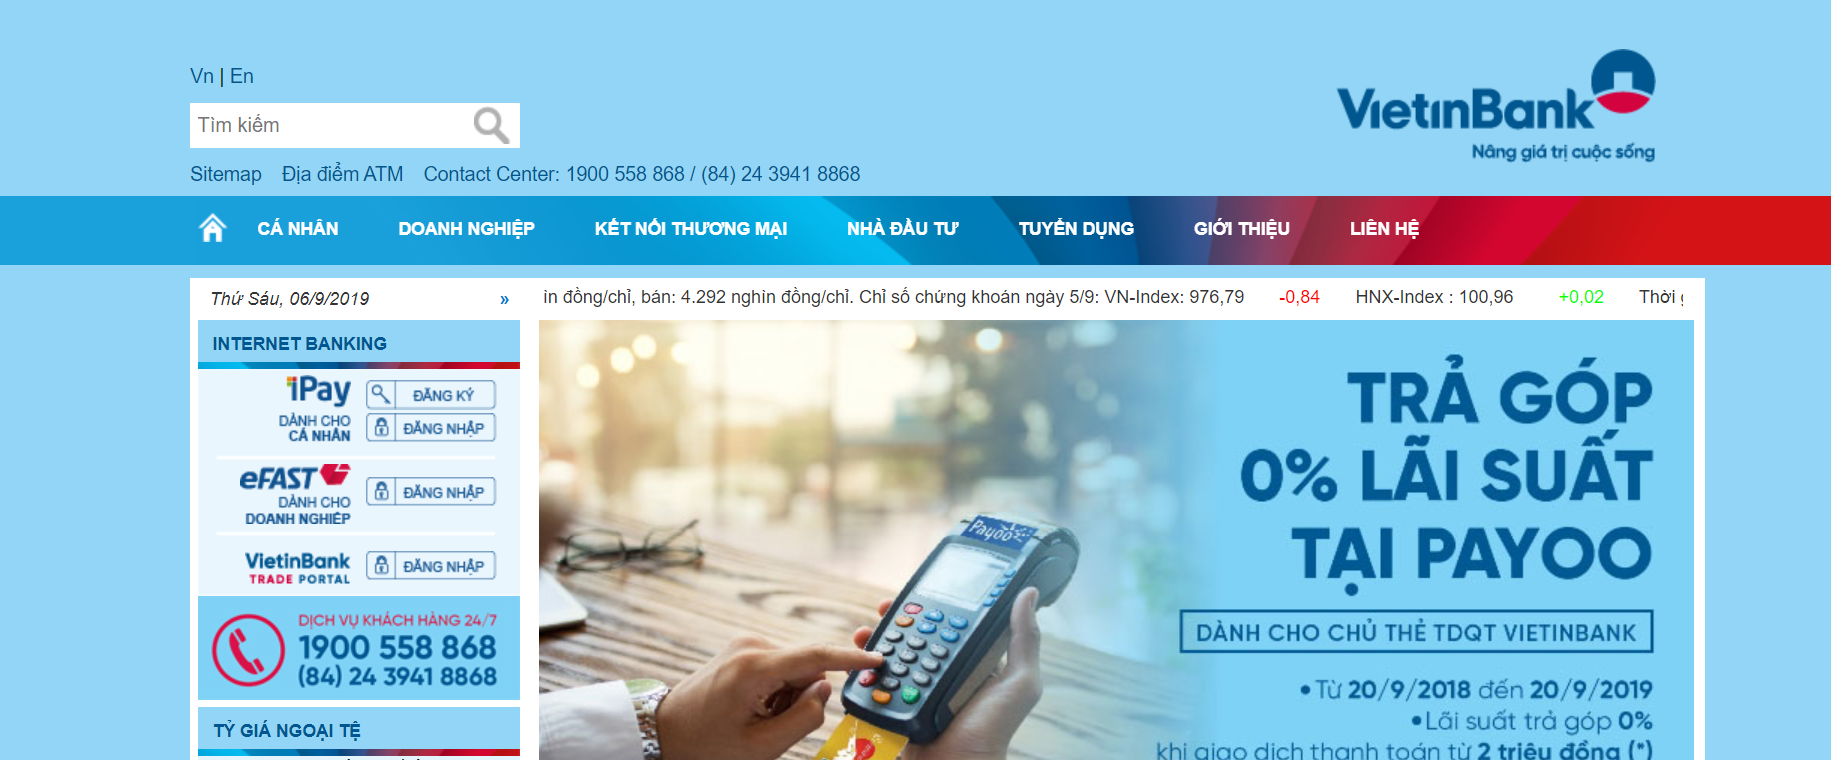 Vn | En
Tìm kiếm
Sitemap Địa điểm ATM Contact Center: 1900 558 868 / (84) 24 3941 8868
VietinBank
Nâng giá trị cuộc sống
CÁ NHÂN DOANH NGHIỆP KẾT NỐI THƯƠNG MẠI NHÀ ĐẦU TƯ TUYỂN DỤNG GIỚI THIỆU LIÊN HỆ
Thứ Sáu, 06/9/2019 »
in đồng/chỉ, bán: 4.292 nghìn đồng/chỉ. Chỉ số chứng khoán ngày 5/9: VN-Index: 976,79 -0,84 HNX-Index : 100,96 +0,02 Thời
INTERNET BANKING
iPay
DÀNH CHO
CÁ NHÂN
ĐĂNG KÝ
ĐĂNG NHẬP
eFAST
DÀNH CHO
DOANH NGHIỆP
ĐĂNG NHẬP
VietinBank
TRADE PORTAL
ĐĂNG NHẬP
DỊCH VỤ KHÁCH HÀNG 24/7
1900 558 868
(84) 24 3941 8868
TỶ GIÁ NGOẠI TỆ
Payoo
TRẢ GÓP
0% LÃI SUẤT
TẠI PAYOO
DÀNH CHO CHỦ THẺ TDQT VIETINBANK
• Từ 20/9/2018 đến 20/9/2019
• Lãi suất trả góp 0%
khi giao dịch thanh toán từ 2 triệu đồng (*)